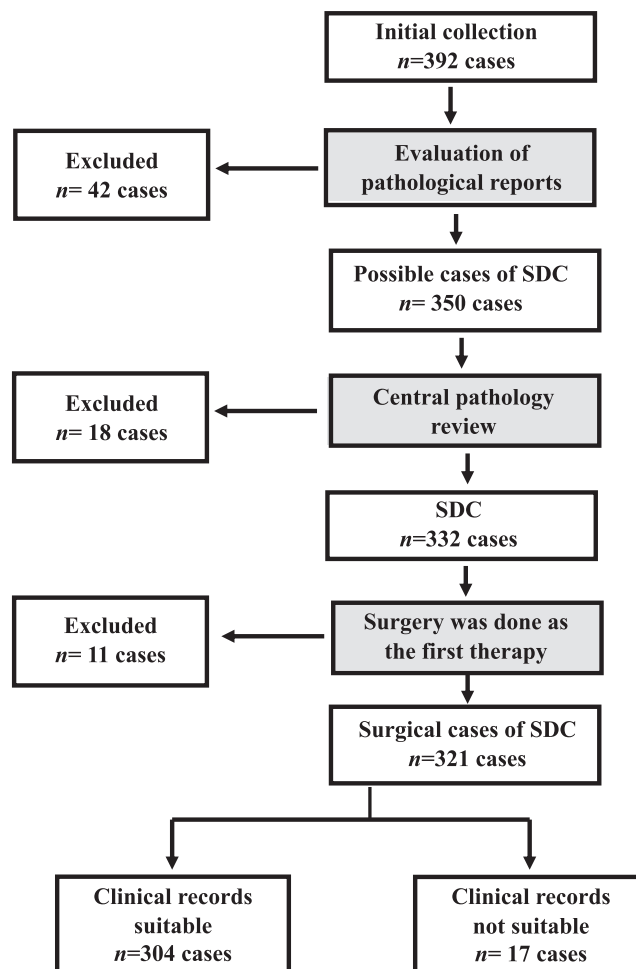 Initial collection
n=392 cases
Evaluation of
pathological reports
Excluded
n= 42 cases
Possible cases of SDC
n= 350 cases
Central pathology
review
Excluded
n= 18 cases
SDC
n=332 cases
Surgery was done as
the first therapy
Excluded
n= 11 cases
Surgical cases of SDC
n=321 cases
Clinical records
suitable
n=304 cases
Clinical records
not suitable
n= 17 cases